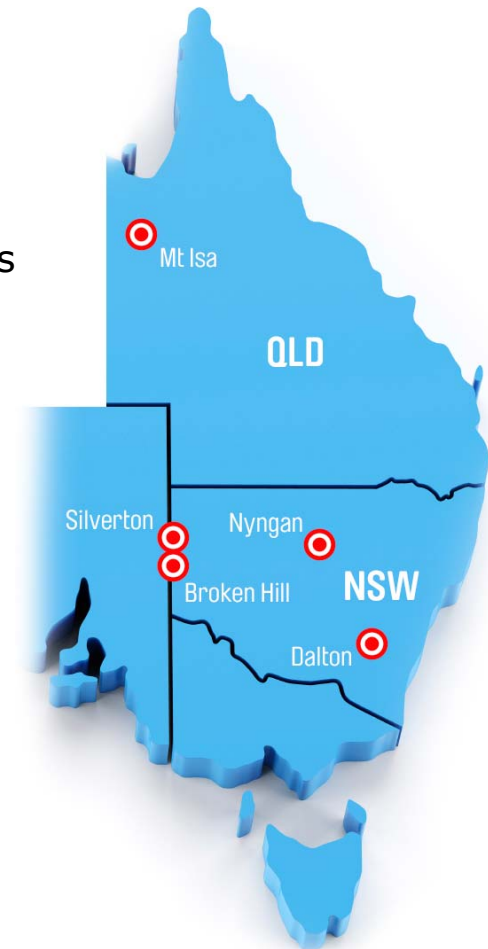 s
Mt Isa
QLD
Silverton
Nyngan
Broken Hill
NSW
Dalton